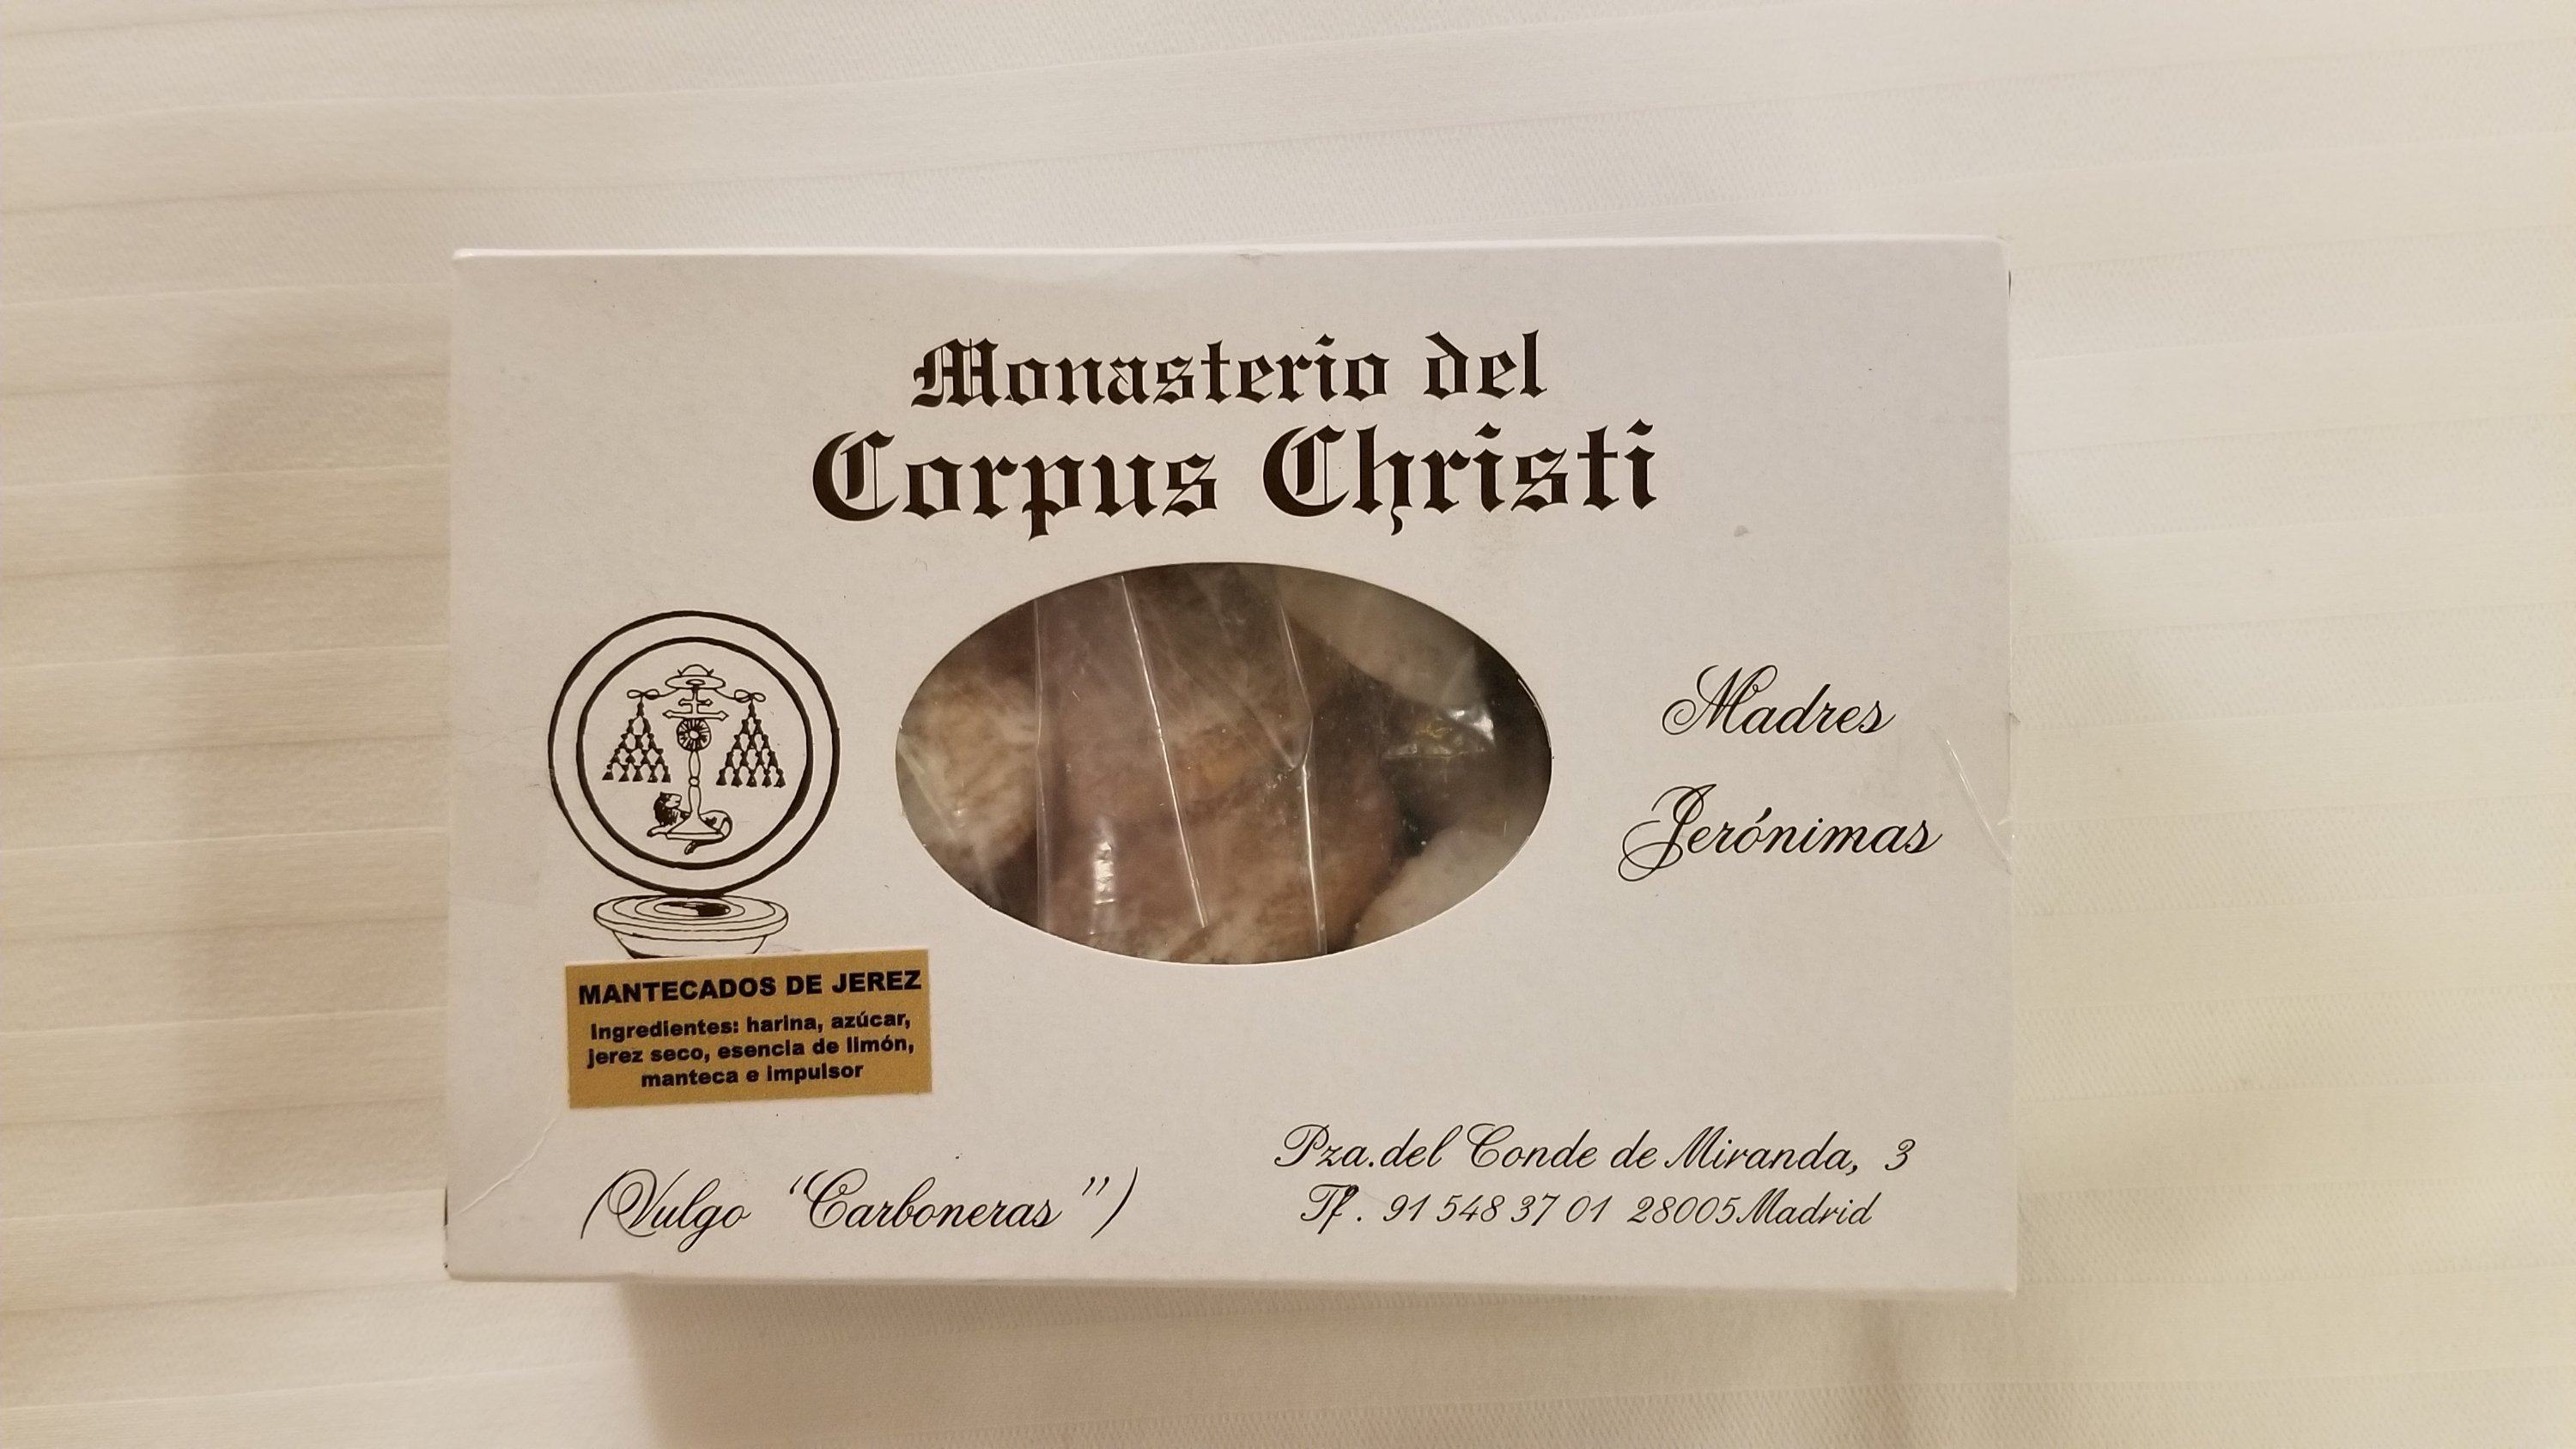 Monasterio del
Corpus Christi
Madres
Jerónimas
MANTECADOS DE JEREZ
Ingredientes: harina, azúcar,
jerez seco, esencia de limón,
manteca e impulsor
(Vulgo "Carboneras")
Pza.del Conde de Miranda, 3
Tf. 91 548 37 01 28005 Madrid